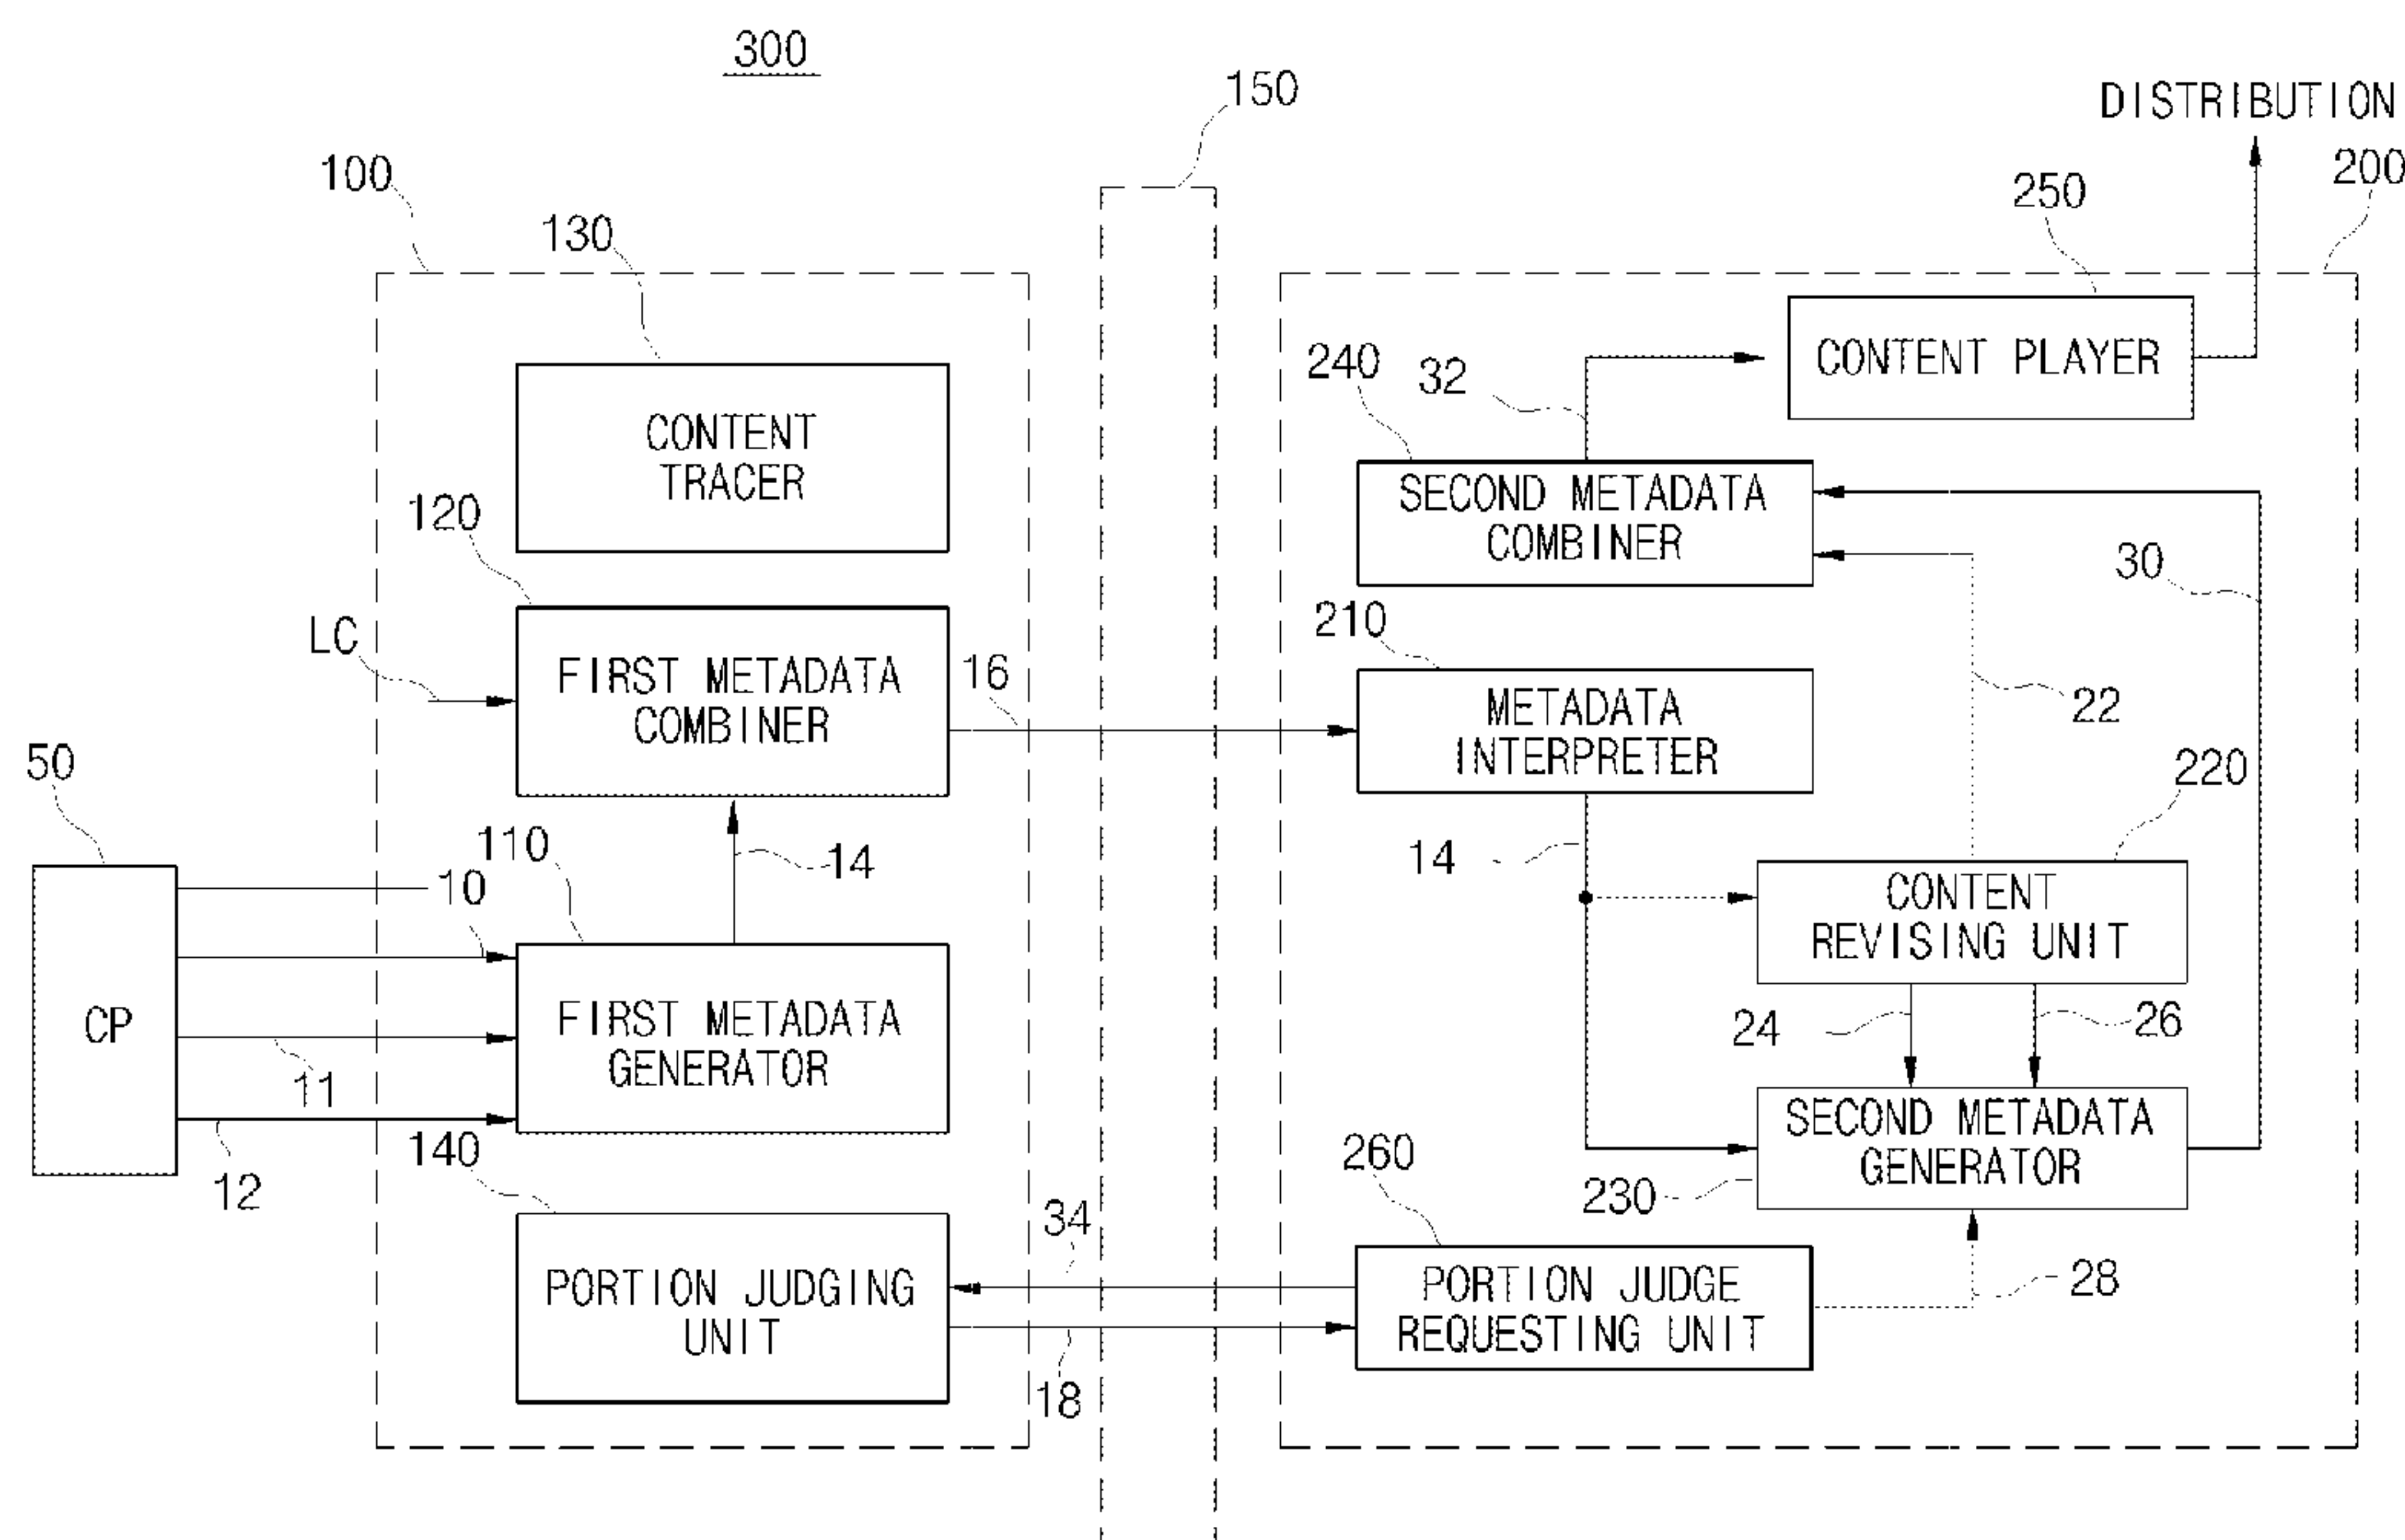 300
150
DISTRIBUTION
100
200
130
250
CONTENT
TRACER
240
32
CONTENT PLAYER
120
SECOND METADATA
COMBINER
30
LC
210
FIRST METADATA
COMBINER
16
METADATA
INTERPRETER
22
50
220
110
14
14
10
CONTENT
REVISING UNIT
CP
FIRST METADATA
GENERATOR
24
26
11
12
140
260
SECOND METADATA
GENERATOR
230
34
PORTION JUDGING
UNIT
PORTION JUDGE
REQUESTING UNIT
28
18